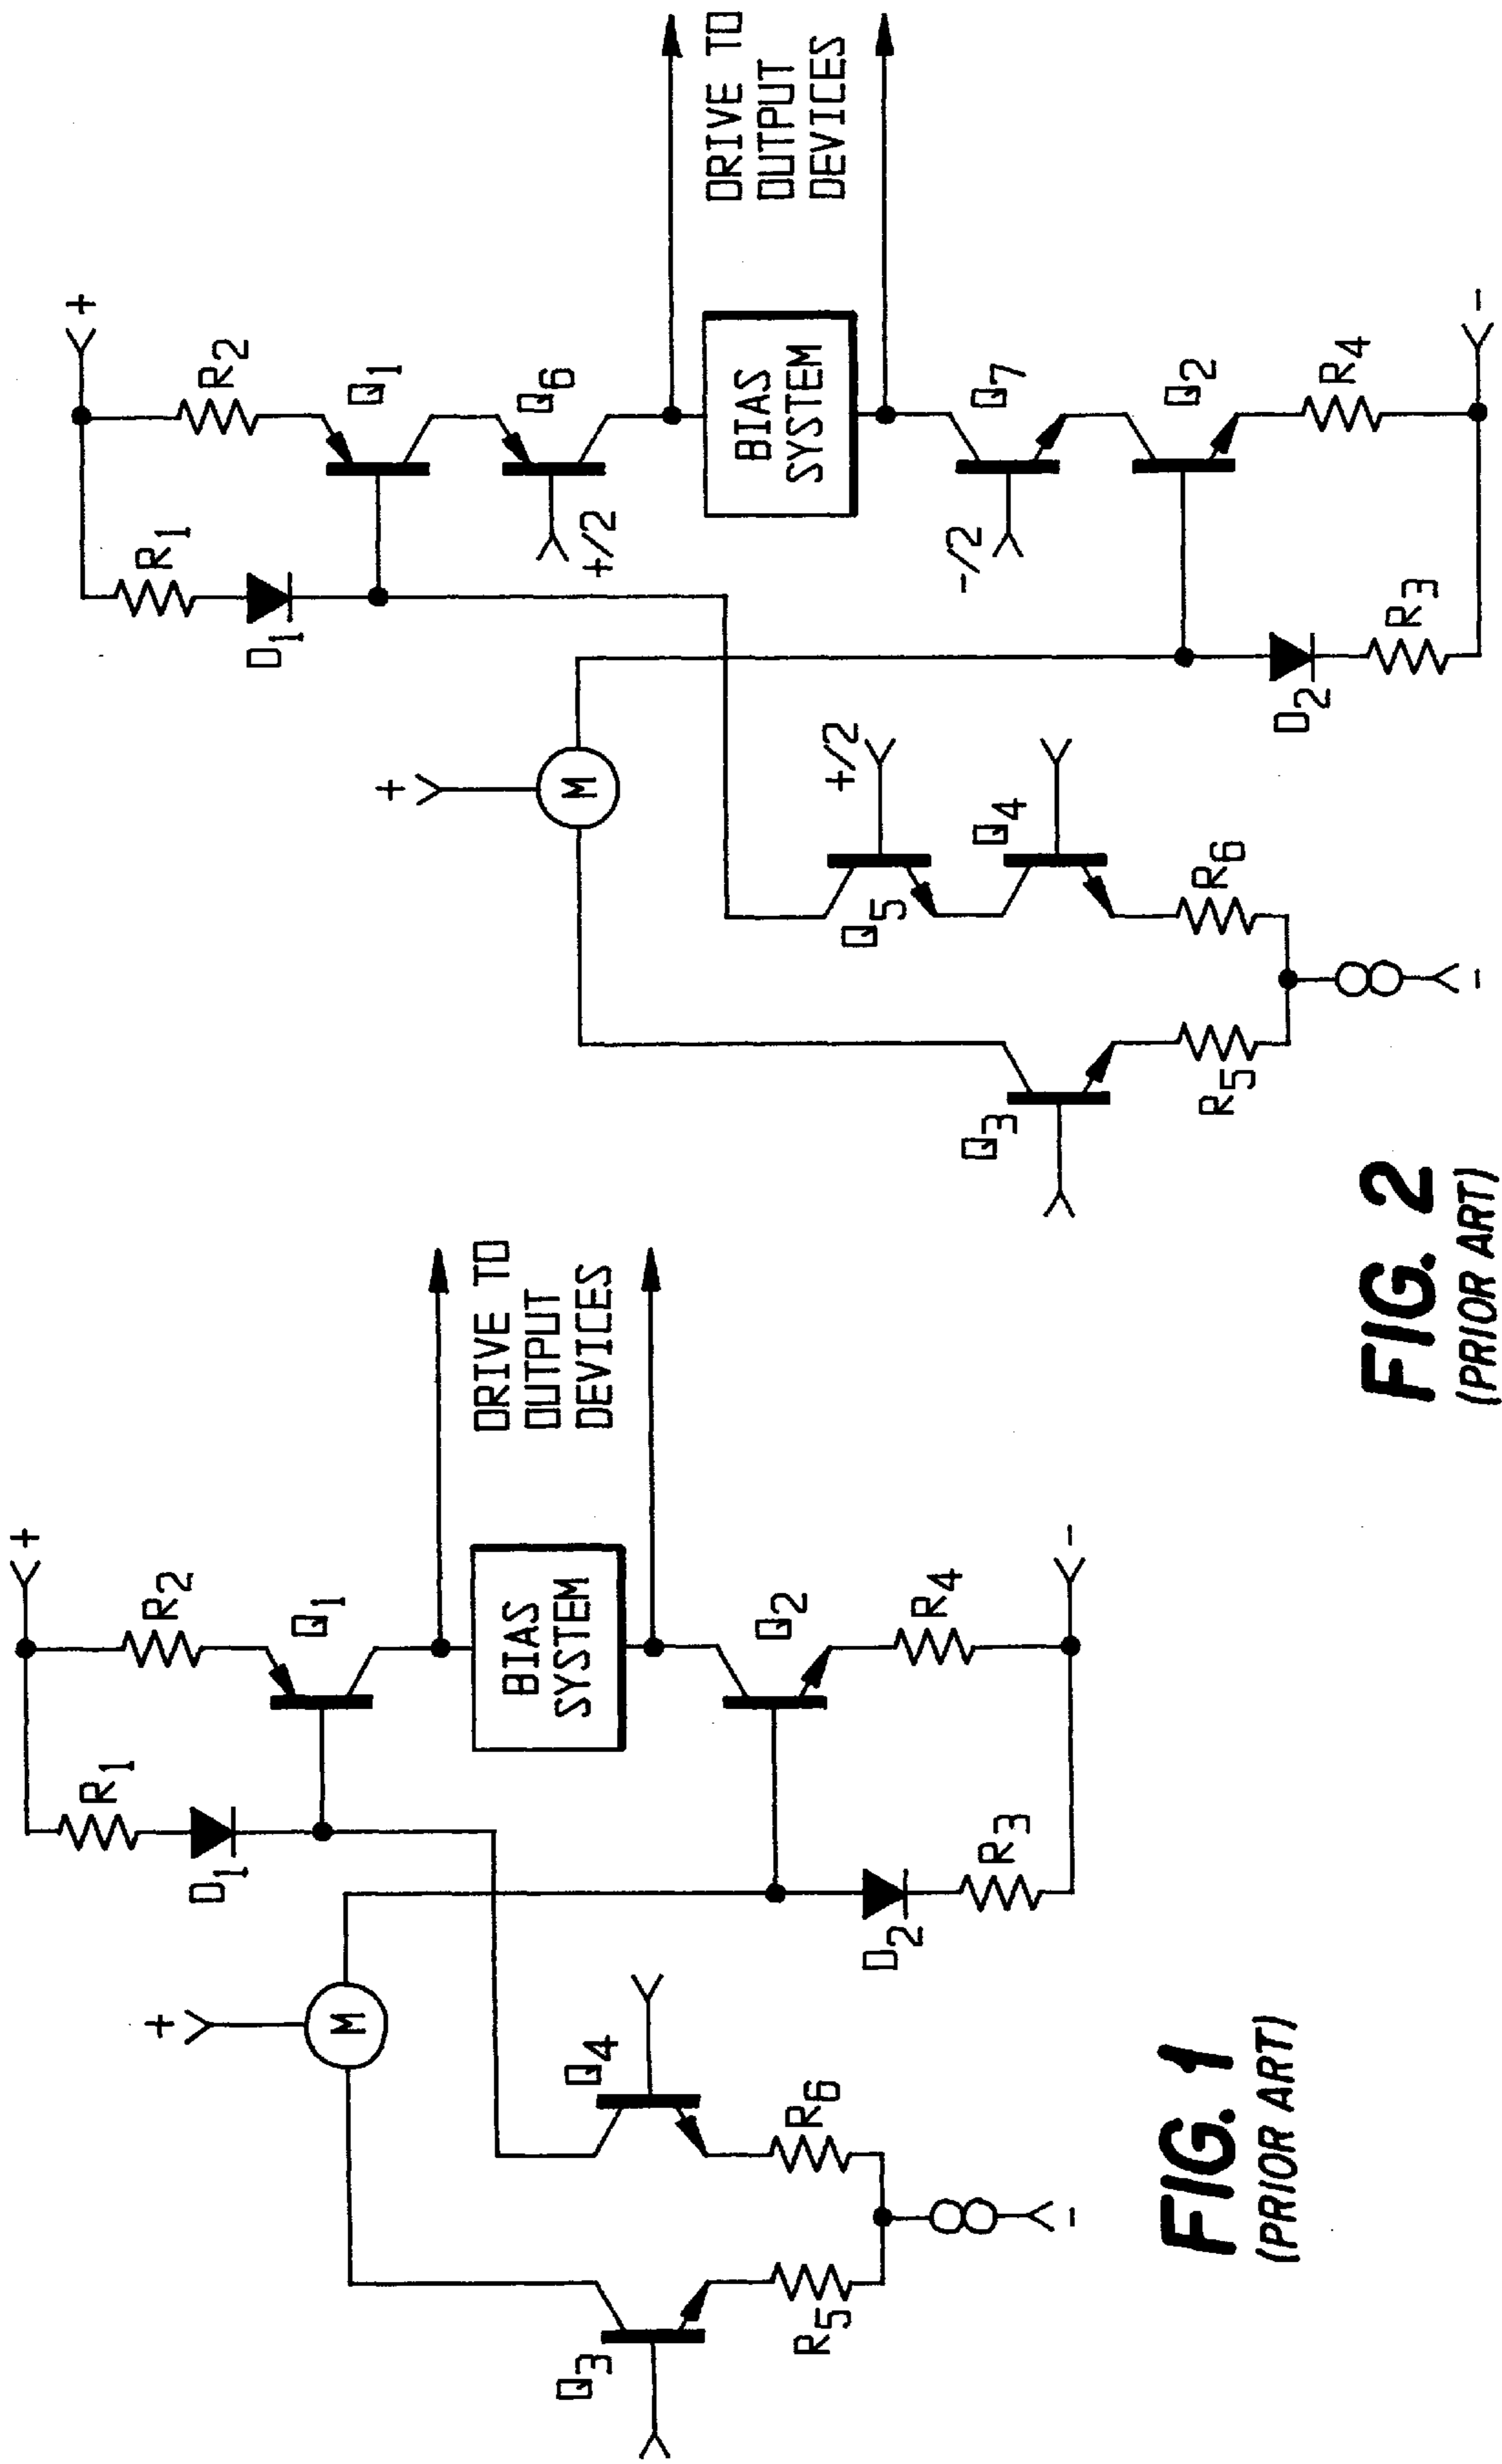 +
R1
R2
+
D1
Q1
M
DRIVE TO
OUTPUT
DEVICES
BIAS
SYSTEM
Q3
Q4
Q2
R5
R6
D2
R4
R3
-
-
FIG. 1
(PRIOR ART)
+
R1
R2
D1
Q1
+
M
Q6
+/2
DRIVE TO
OUTPUT
DEVICES
BIAS
SYSTEM
+/2
Q5
-/2
Q7
Q3
Q4
Q2
R5
R6
D2
R4
R3
-
-
FIG. 2
(PRIOR ART)